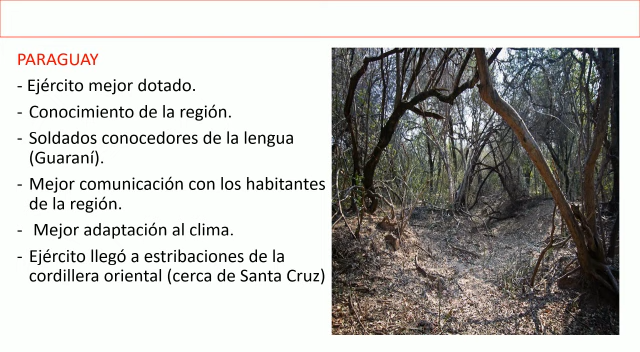 PARAGUAY
- Ejército mejor dotado.
- Conocimiento de la región.
- Soldados conocedores de la lengua
(Guaraní).
- Mejor comunicación con los habitantes
de la región.
- Mejor adaptación al clima.
- Ejército llegó a estribaciones de la
cordillera oriental (cerca de Santa Cruz)